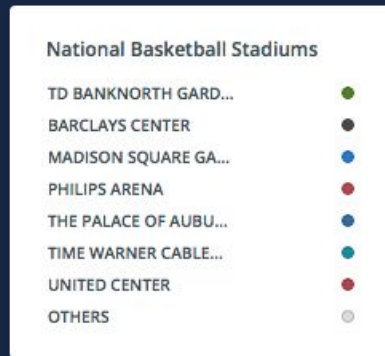 National Basketball Stadiums
TD BANKNORTH GARD...
BARCLAYS CENTER
MADISON SQUARE GA...
PHILIPS ARENA
THE PALACE OF AUBU...
TIME WARNER CABLE...
UNITED CENTER
OTHERS